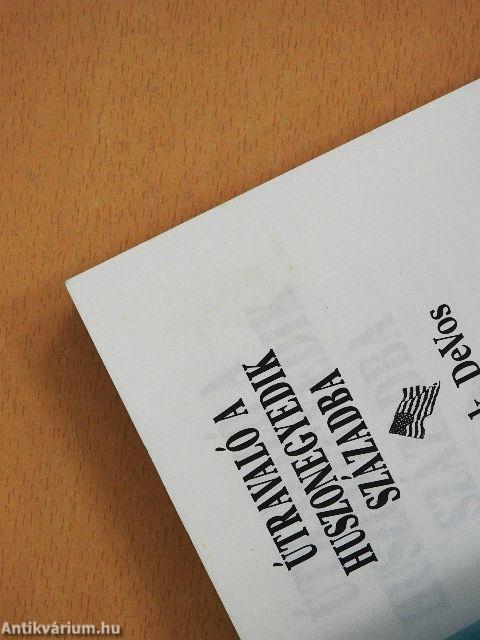 ÚTRAVALÓ A
HUSZONEGYEDIK
SZÁZADBA
DeVos
Antikvárium.hu